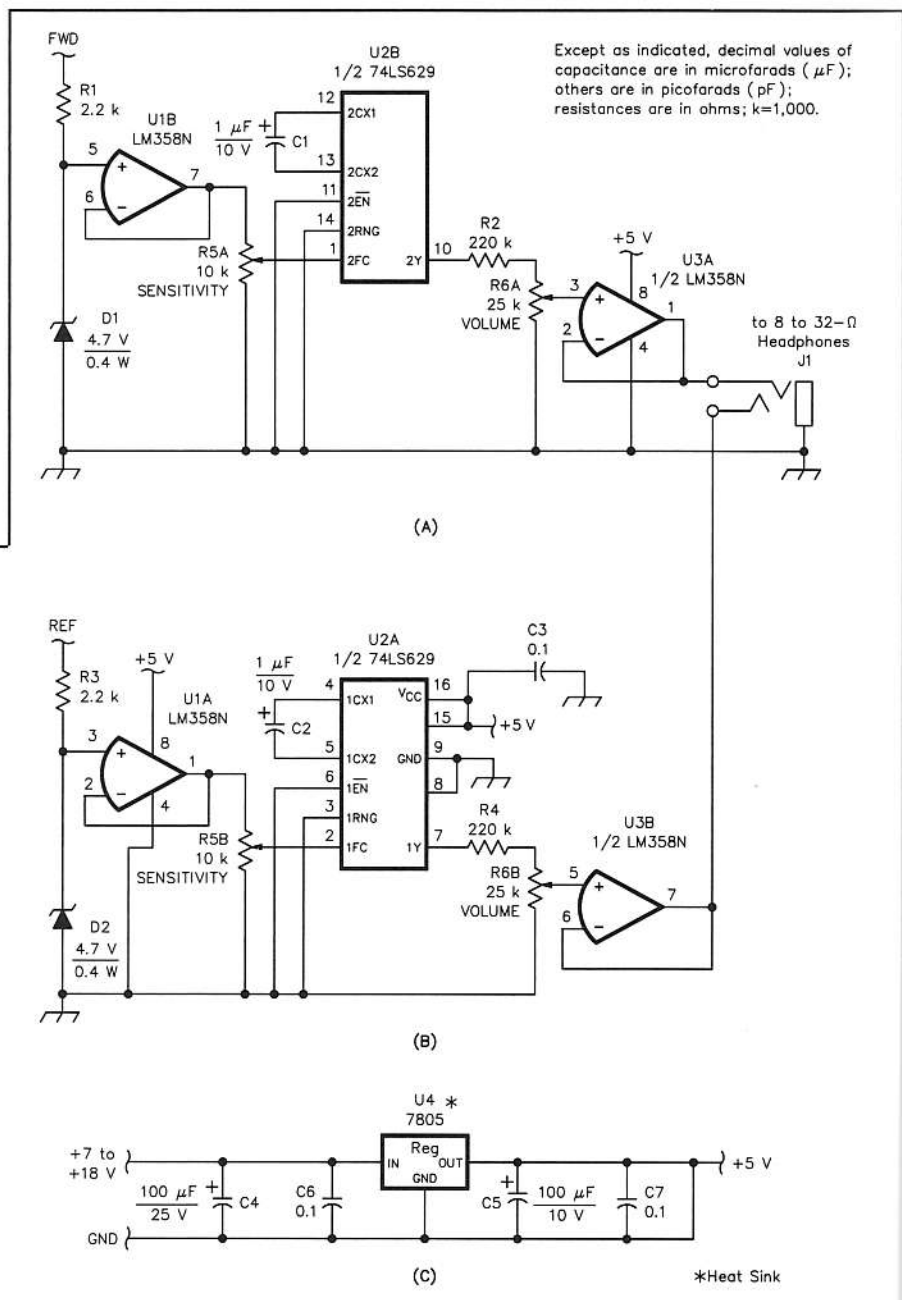 FWD
R1
2.2 k
U1B
LM358N
5
6
7
+
−
D1
4.7 V
0.4 W
R5A
10 k
SENSITIVITY
1 μF
10 V
+
C1
U2B
1/2 74LS629
12
13
11
14
1
2CX1
2CX2
2EN
2RNG
2FC
2Y
10
R2
220 k
R6A
25 k
VOLUME
Except as indicated, decimal values of
capacitance are in microfarads ( μF);
others are in picofarads ( pF);
resistances are in ohms; k=1,000.
+5 V
U3A
1/2 LM358N
3
2
8
1
4
+
−
to 8 to 32-Ω
Headphones
J1
(A)
REF
R3
2.2 k
+5 V
U1A
LM358N
3
2
8
1
4
+
−
D2
4.7 V
0.4 W
R5B
10 k
SENSITIVITY
1 μF
10 V
+
C2
U2A
1/2 74LS629
4
5
6
3
2
1CX1
1CX2
1EN
1RNG
1FC
VCC
GND
1Y
16
15
9
8
7
C3
0.1
+5 V
R4
220 k
R6B
25 k
VOLUME
U3B
1/2 LM358N
5
6
7
+
−
(B)
U4 *
7805
Reg
IN
OUT
GND
+7 to
+18 V
GND
100 μF
25 V
+
C4
C6
0.1
+
C5
100 μF
10 V
C7
0.1
+5 V
(C)
*Heat Sink